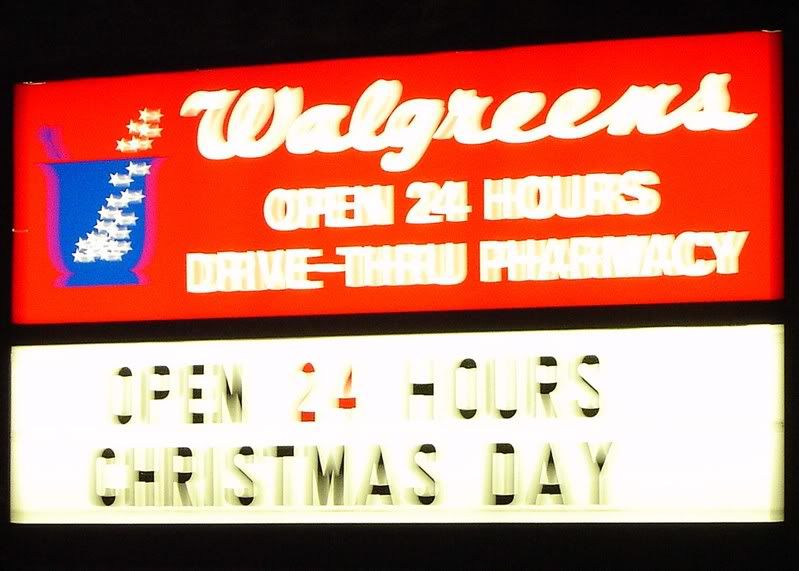 Walgreens
OPEN 24 HOURS
DRIVE-THRU PHARMACY
OPEN 24 HOURS
CHRISTMAS DAY